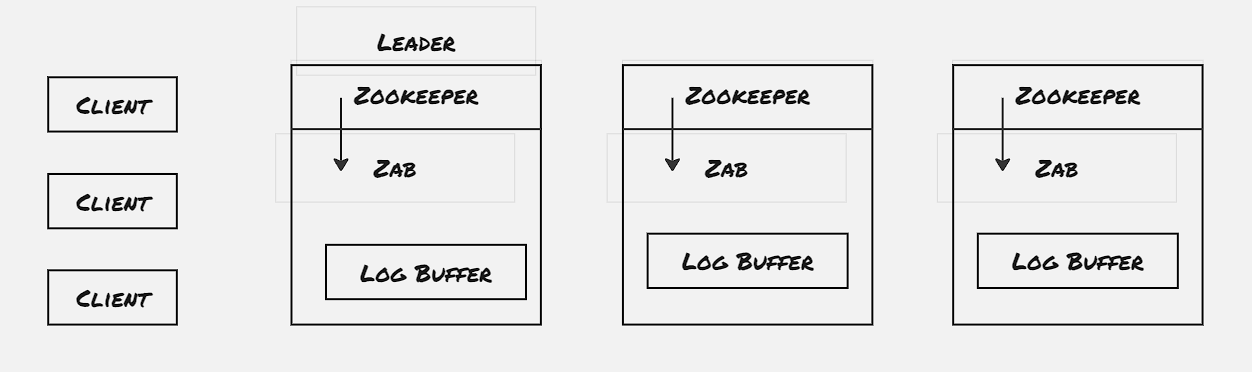 Leader
Client
Zookeeper
Zookeeper
Zookeeper
Zab
Zab
Zab
Client
Log Buffer
Log Buffer
Log Buffer
Client